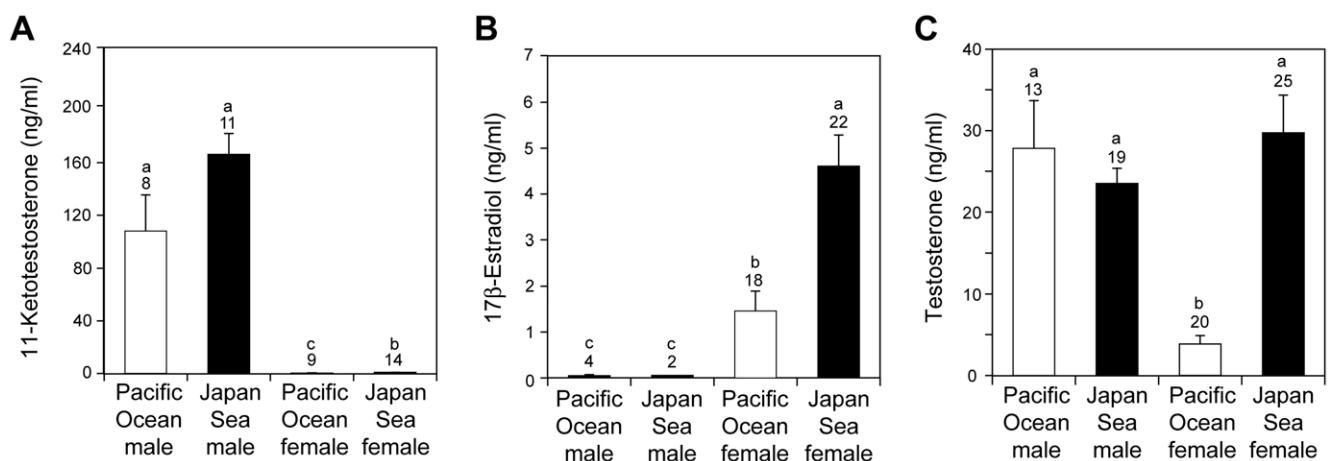 A
11-Ketotestosterone (ng/ml)
240
200
160
120
80
40
0
a
8
a
11
c
9
b
14
Pacific
Ocean
male
Japan
Sea
male
Pacific
Ocean
female
Japan
Sea
female
B
17β-Estradiol (ng/ml)
7
6
5
4
3
2
1
0
c
4
c
2
b
18
a
22
Pacific
Ocean
male
Japan
Sea
male
Pacific
Ocean
female
Japan
Sea
female
C
Testosterone (ng/ml)
40
30
20
10
0
a
13
a
19
b
20
a
25
Pacific
Ocean
male
Japan
Sea
male
Pacific
Ocean
female
Japan
Sea
female